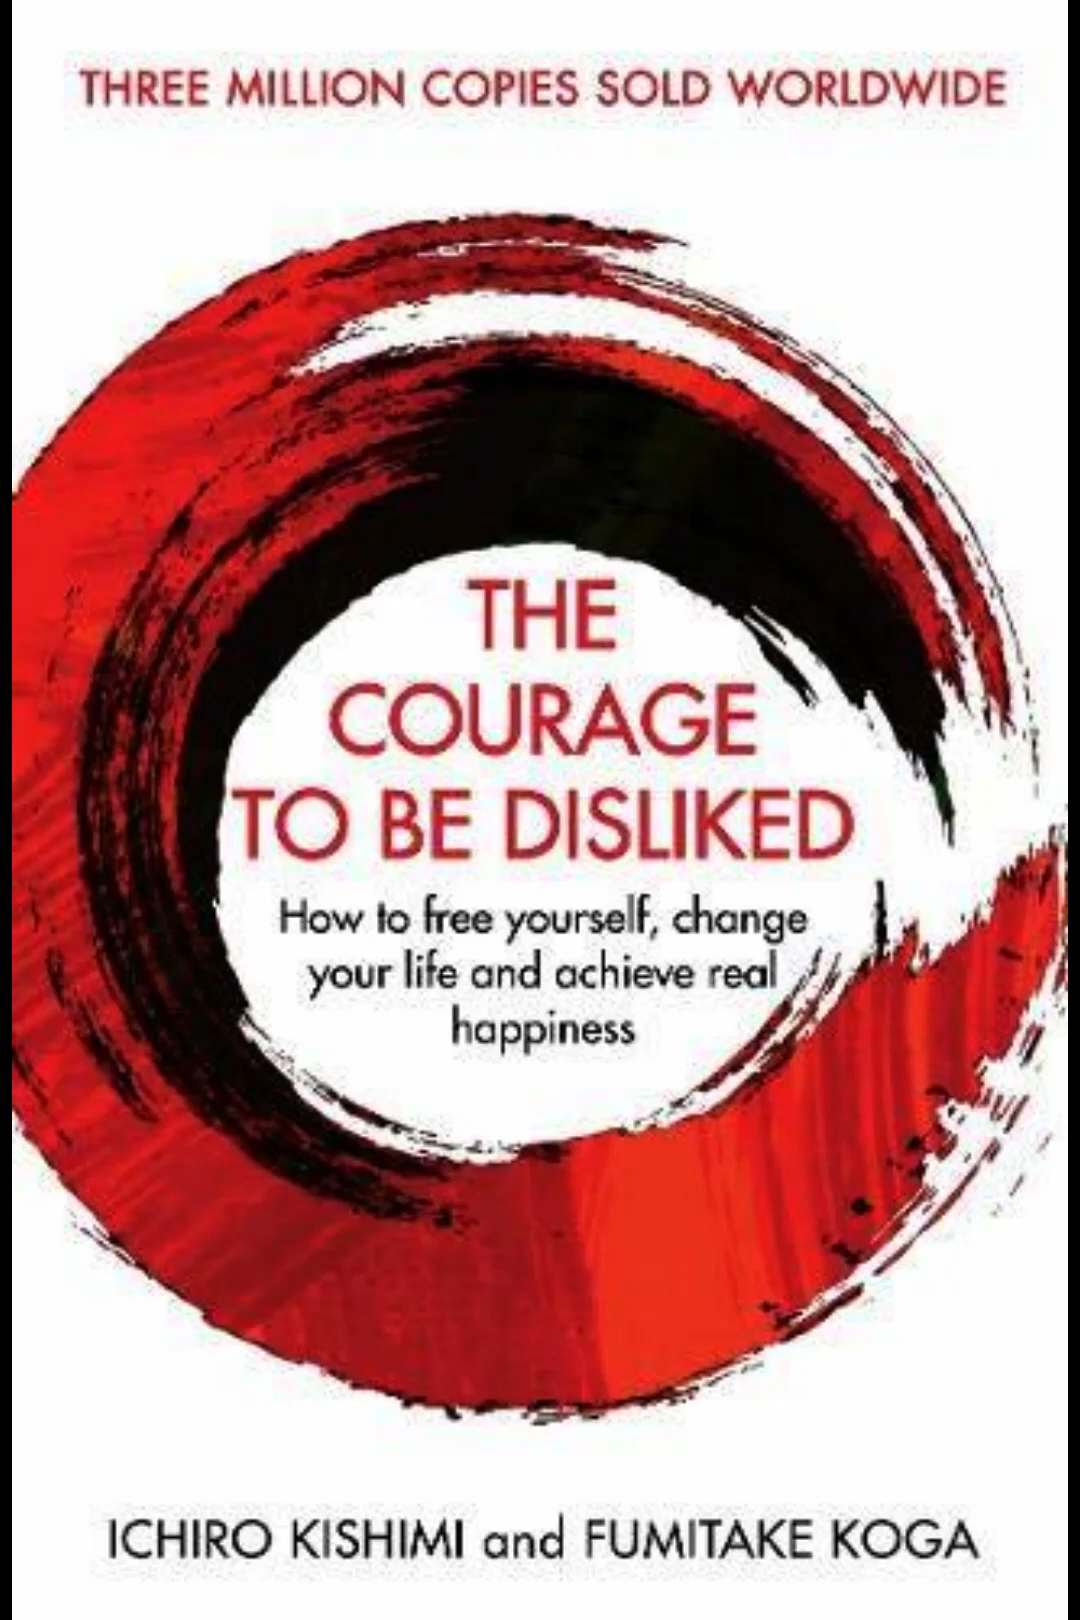 THREE MILLION COPIES SOLD WORLDWIDE
THE
COURAGE
TO BE DISLIKED
How to free yourself, change
your life and achieve real
happiness
ICHIRO KISHIMI and FUMITAKE KOGA